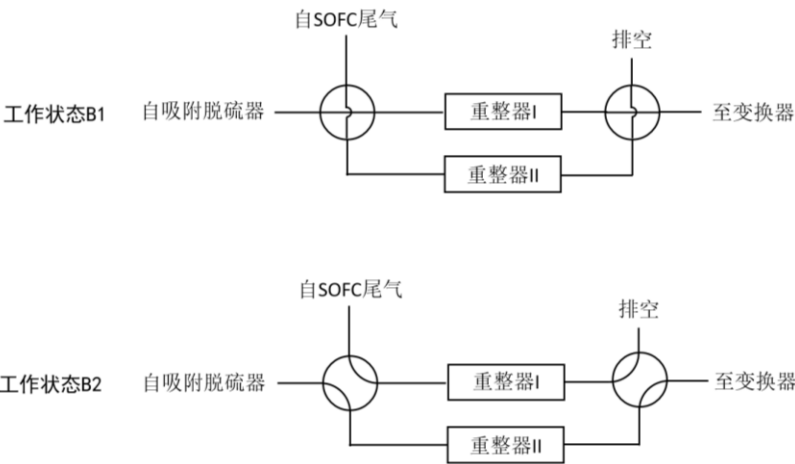 自SOFC尾气
排空
工作状态B1
自吸附脱硫器
重整器I
至变换器
重整器II
自SOFC尾气
排空
工作状态B2
自吸附脱硫器
重整器I
至变换器
重整器II